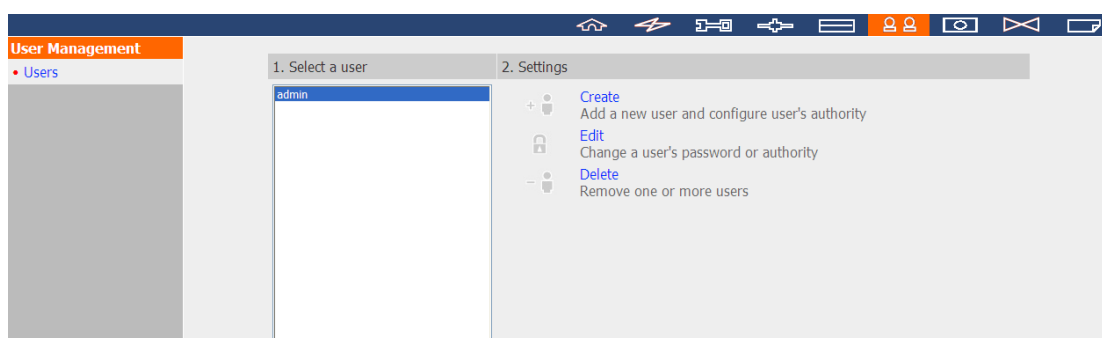 User Management
• Users
1. Select a user
2. Settings
admin
Create
Add a new user and configure user's authority
Edit
Change a user's password or authority
Delete
Remove one or more users